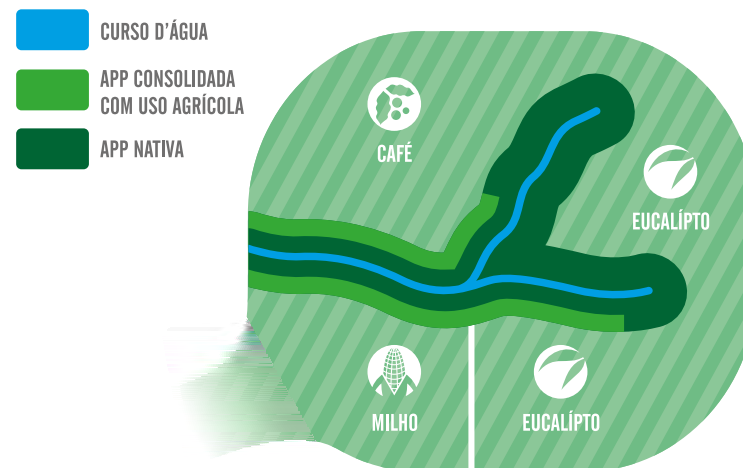 CURSO D'ÁGUA
APP CONSOLIDADA
COM USO AGRÍCOLA
APP NATIVA
CAFÉ
EUCALÍPTO
MILHO
EUCALÍPTO